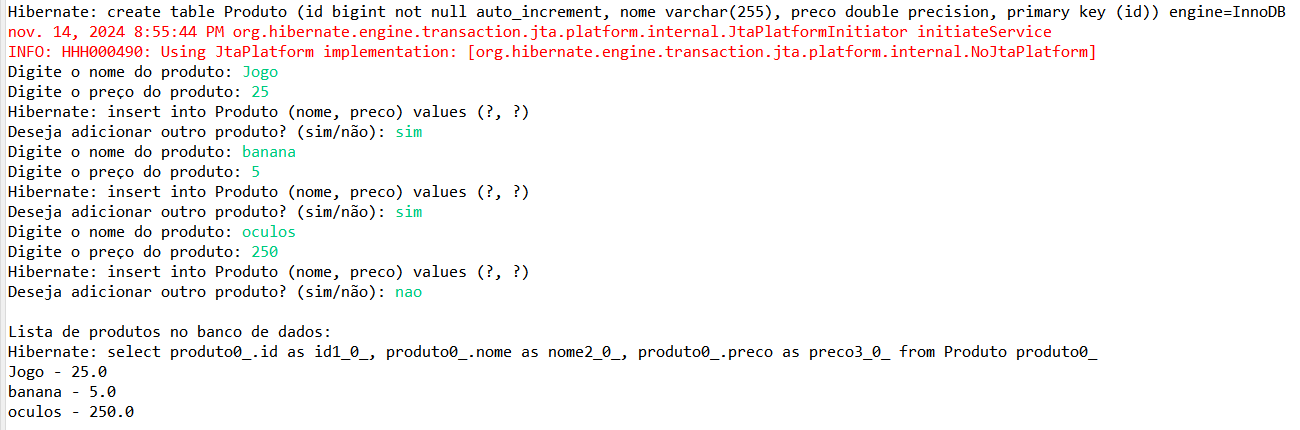 Hibernate: create table Produto (id bigint not null auto_increment, nome varchar(255), preco double precision, primary key (id)) engine=InnoDB
nov. 14, 2024 8:55:44 PM org.hibernate.engine.transaction.jta.platform.internal.JtaPlatformInitiator initiateService
INFO: HHH000490: Using JtaPlatform implementation: [org.hibernate.engine.transaction.jta.platform.internal.NoJtaPlatform]
Digite o nome do produto: Jogo
Digite o preço do produto: 25
Hibernate: insert into Produto (nome, preco) values (?, ?)
Deseja adicionar outro produto? (sim/não): sim
Digite o nome do produto: banana
Digite o preço do produto: 5
Hibernate: insert into Produto (nome, preco) values (?, ?)
Deseja adicionar outro produto? (sim/não): sim
Digite o nome do produto: oculos
Digite o preço do produto: 250
Hibernate: insert into Produto (nome, preco) values (?, ?)
Deseja adicionar outro produto? (sim/não): nao
Lista de produtos no banco de dados:
Hibernate: select produto0_.id as id1_0_, produto0_.nome as nome2_0_, produto0_.preco as preco3_0_ from Produto produto0_
Jogo - 25.0
banana - 5.0
oculos - 250.0